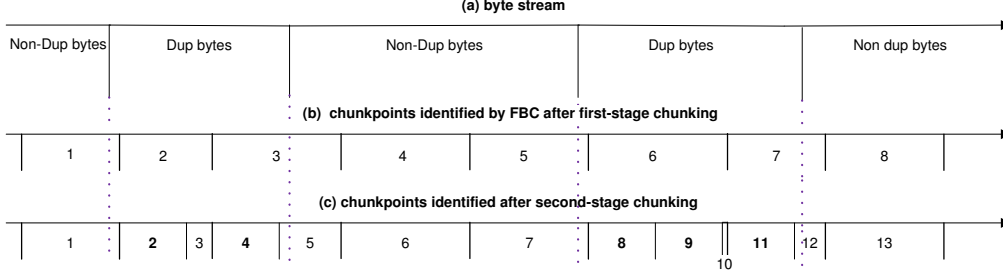 (a) byte stream
Non-Dup bytes Dup bytes Non-Dup bytes Dup bytes Non dup bytes
(b) chunkpoints identified by FBC after first-stage chunking
1 2 3 4 5 6 7 8
(c) chunkpoints identified after second-stage chunking
1 2 3 4 5 6 7 8 9 11 12 13
10